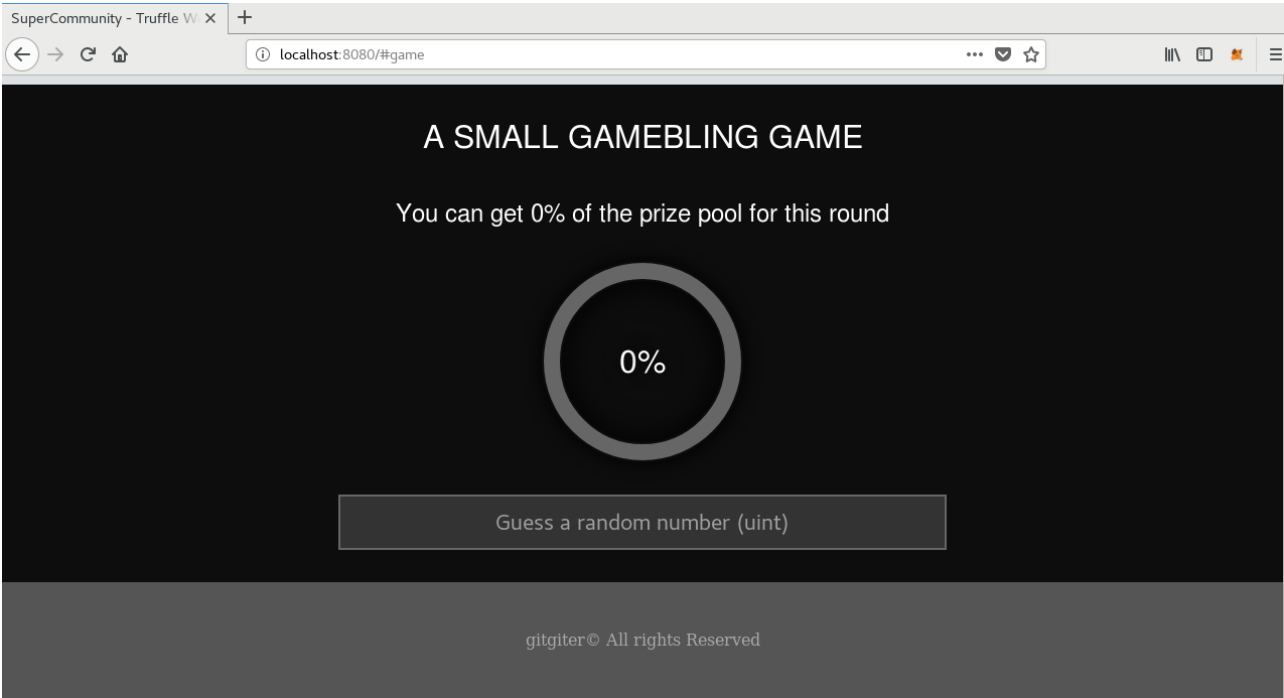 SuperCommunity - Truffle W
localhost:8080/#game
A SMALL GAMEBLING GAME
You can get 0% of the prize pool for this round
0%
Guess a random number (uint)
gitgiter© All rights Reserved